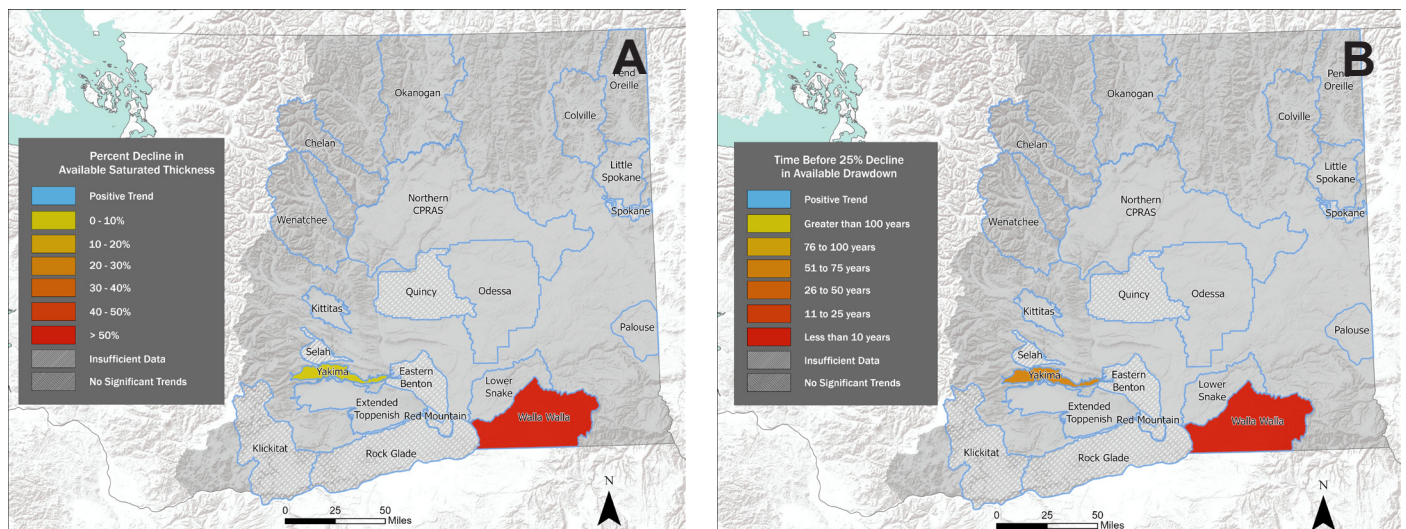 A
Pend
Oreille
Okanogan
Colville
Chelan
Little
Spokane
Northern
CPRAS
Spokane
Wenatchee
Quincy
Odessa
Kittitas
Palouse
Selah
Yakima
Eastern
Benton
Lower
Snake
Extended
Toppenish
Red Mountain
Walla Walla
Klickitat
Rock Glade
Percent Decline in
Available Saturated Thickness
Positive Trend
0 - 10%
10 - 20%
20 - 30%
30 - 40%
40 - 50%
> 50%
Insufficient Data
No Significant Trends
0 25 50
Miles
N
B
Pend
Oreille
Okanogan
Colville
Chelan
Little
Spokane
Northern
CPRAS
Spokane
Wenatchee
Quincy
Odessa
Kittitas
Palouse
Selah
Yakima
Eastern
Benton
Lower
Snake
Extended
Toppenish
Red Mountain
Walla Walla
Klickitat
Rock Glade
Time Before 25% Decline
in Available Drawdown
Positive Trend
Greater than 100 years
76 to 100 years
51 to 75 years
26 to 50 years
11 to 25 years
Less than 10 years
Insufficient Data
No Significant Trends
0 25 50
Miles
N